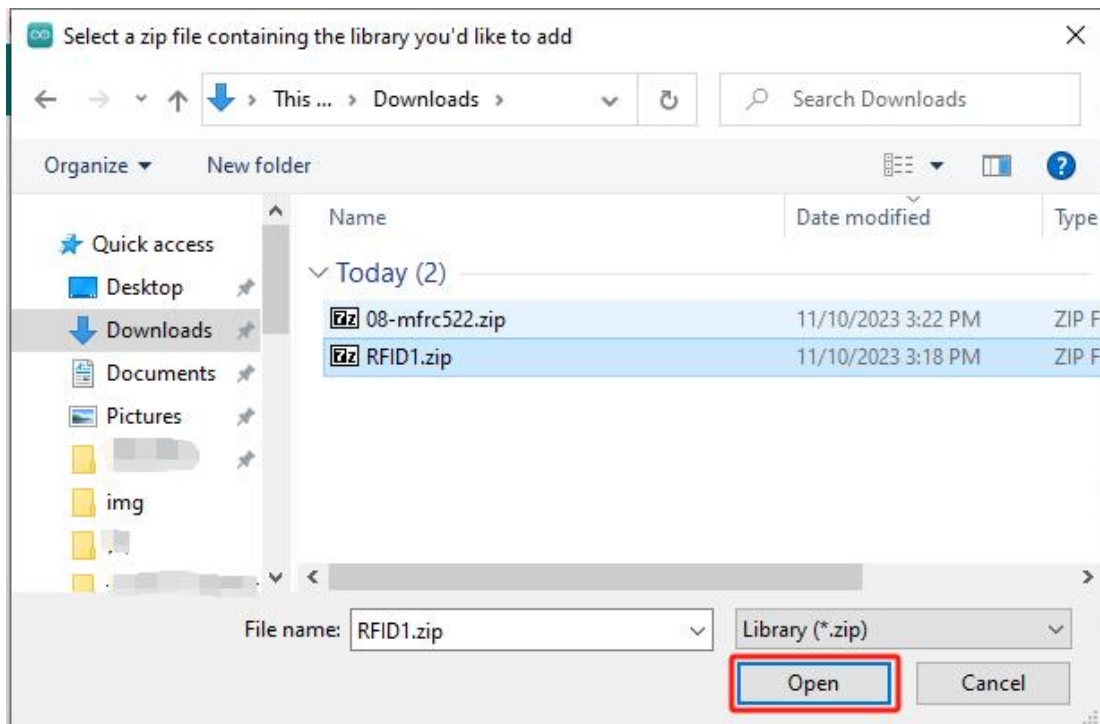 Select a zip file containing the library you'd like to add
This ... > Downloads >
Search Downloads
Organize
New folder
Name
Date modified
Type
Quick access
Desktop
Downloads
Documents
Pictures
img
Today (2)
08-mfrc522.zip 11/10/2023 3:22 PM ZIP F
RFID1.zip 11/10/2023 3:18 PM ZIP F
File name: RFID1.zip
Library (*.zip)
Open
Cancel